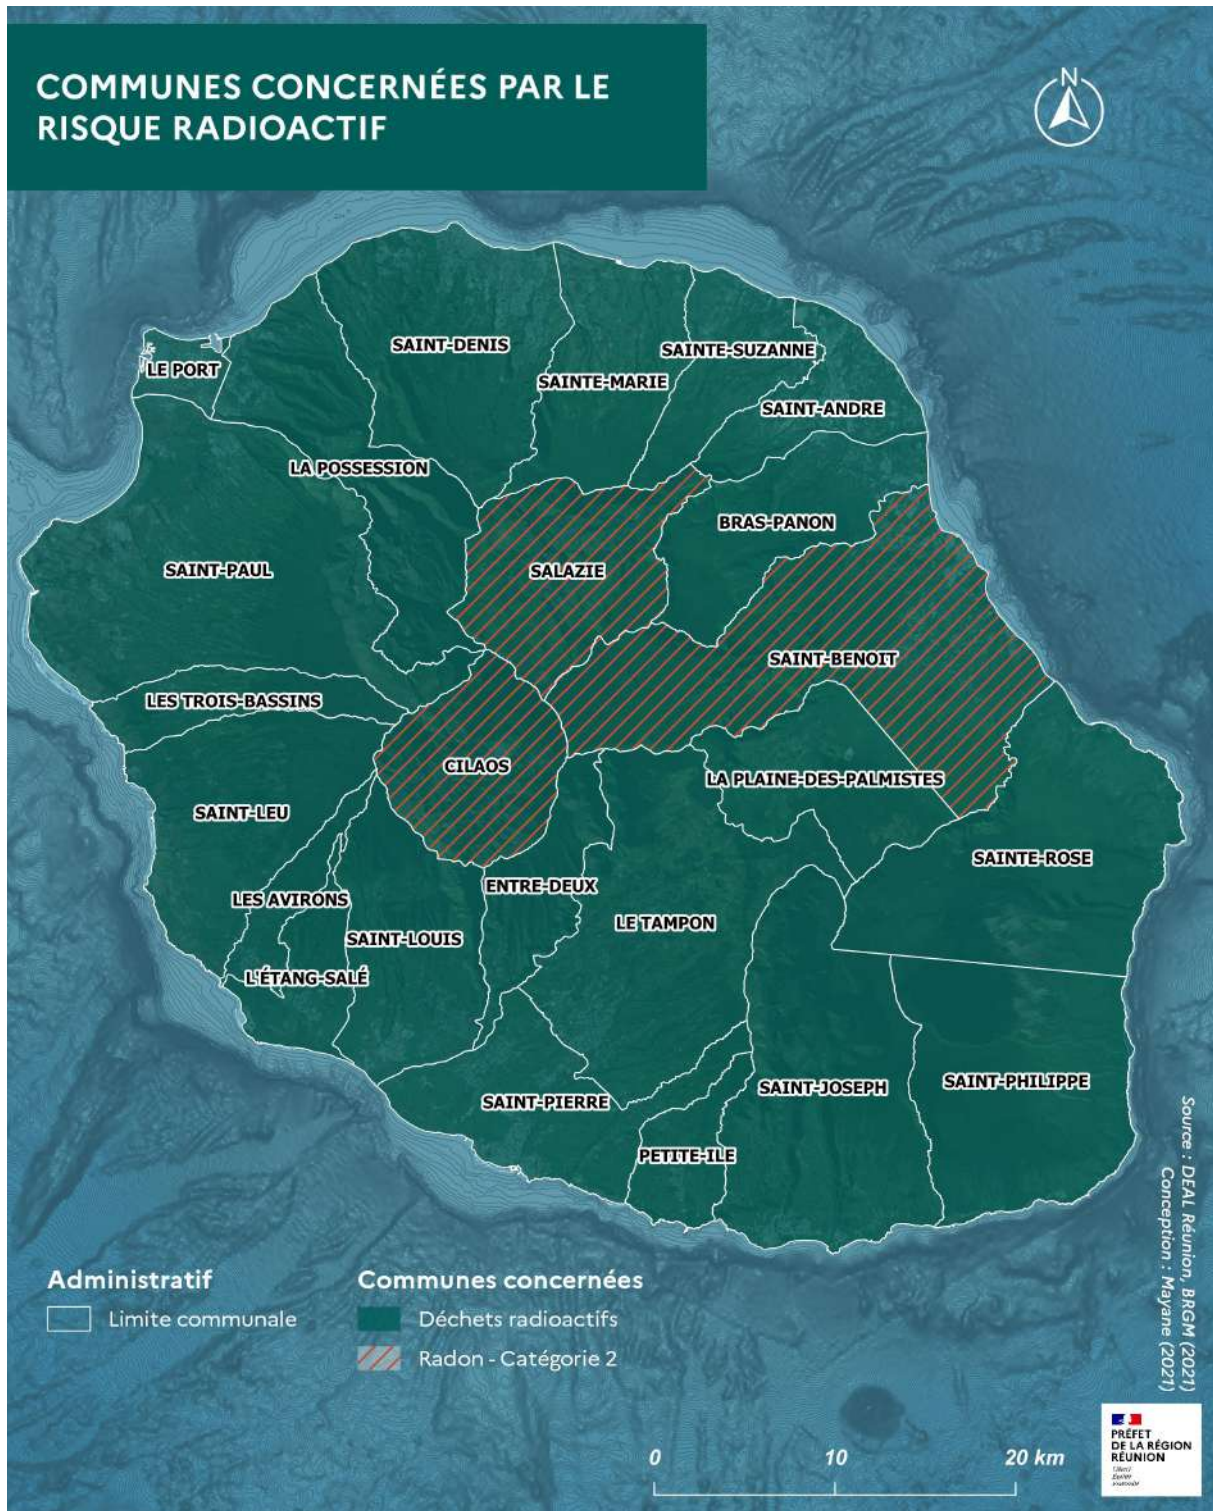 COMMUNES CONCERNÉES PAR LE
RISQUE RADIOACTIF
N
SAINT-DENIS
LE PORT
SAINTE-SUZANNE
SAINTE-MARIE
SAINT-ANDRE
LA POSSESSION
BRAS-PANON
SAINT-PAUL
SALAZIE
SAINT-BENOIT
LES TROIS-BASSINS
CILAOS
LA PLAINE-DES-PALMISTES
SAINT-LEU
SAINTE-ROSE
ENTRE-DEUX
LES AVIRONS
LE TAMPON
SAINT-LOUIS
L'ÉTANG-SALÉ
SAINT-PHILIPPE
SAINT-JOSEPH
SAINT-PIERRE
PETITE-ILE
Source : DEAL Réunion, BRGM (2021)
Conception : Mayane (2021)
Administratif
Limite communale
Communes concernées
Déchets radioactifs
Radon - Catégorie 2
0 10 20 km
PRÉFET
DE LA RÉGION
RÉUNION